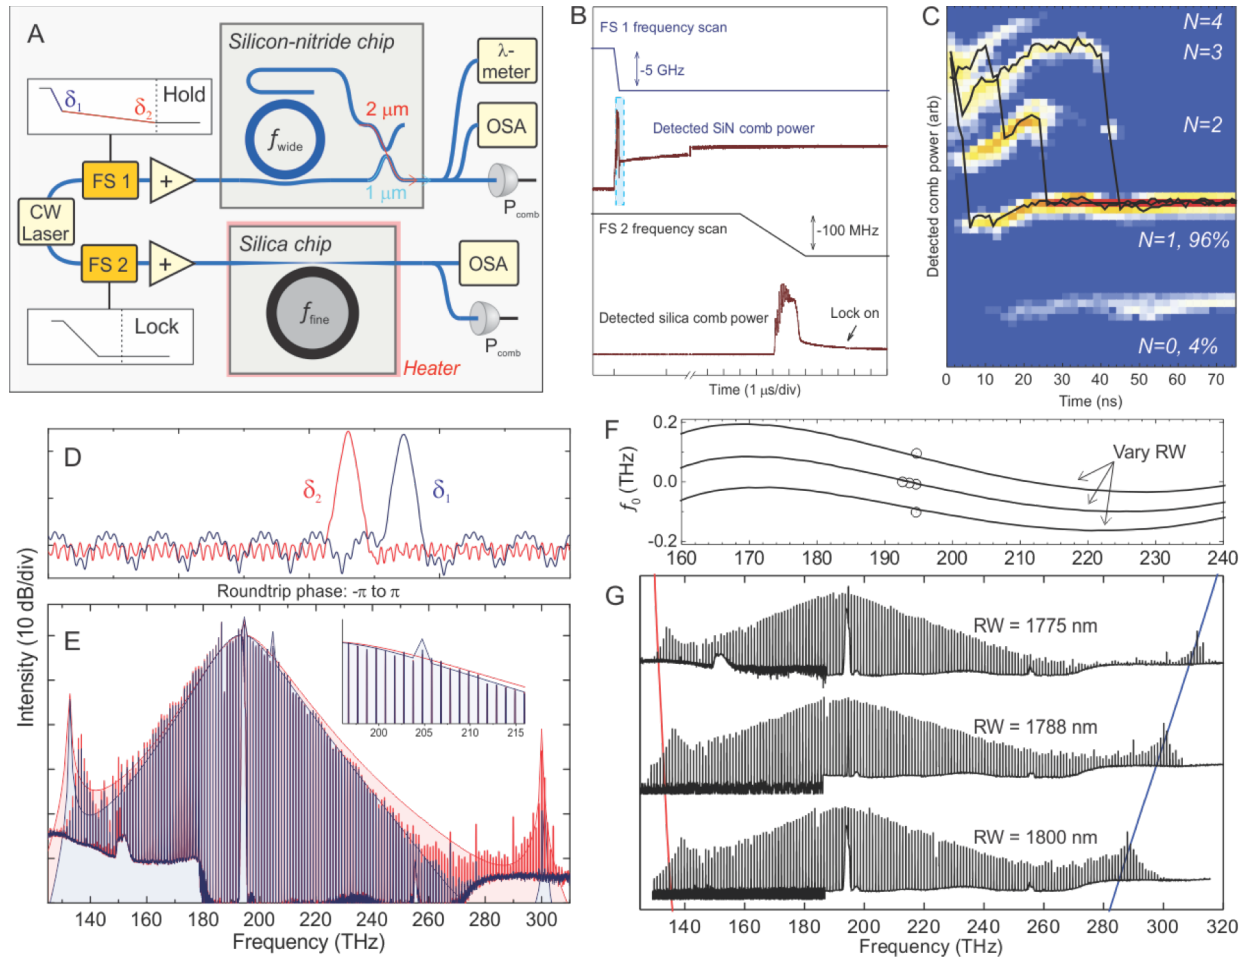 A
Silicon-nitride chip
λ-
meter
δ1
δ2
Hold
2 μm
OSA
fwide
FS 1
+
1 μm
Pcomb
CW
Laser
Silica chip
FS 2
+
OSA
ffine
Lock
Pcomb
Heater
B
FS 1 frequency scan
-5 GHz
Detected SiN comb power
FS 2 frequency scan
-100 MHz
Detected silica comb power
Lock on
Time (1 μs/div)
C
N=4
N=3
N=2
N=1, 96%
N=0, 4%
Detected comb power (arb)
0 10 20 30 40 50 60 70
Time (ns)
D
δ2
δ1
Roundtrip phase: -π to π
Intensity (10 dB/div)
E
200 205 210 215
140 160 180 200 220 240 260 280 300
Frequency (THz)
F
0.2
0.0
-0.2
f0 (THz)
Vary RW
160 170 180 190 200 210 220 230 240
G
RW = 1775 nm
RW = 1788 nm
RW = 1800 nm
140 160 180 200 220 240 260 280 300 320
Frequency (THz)